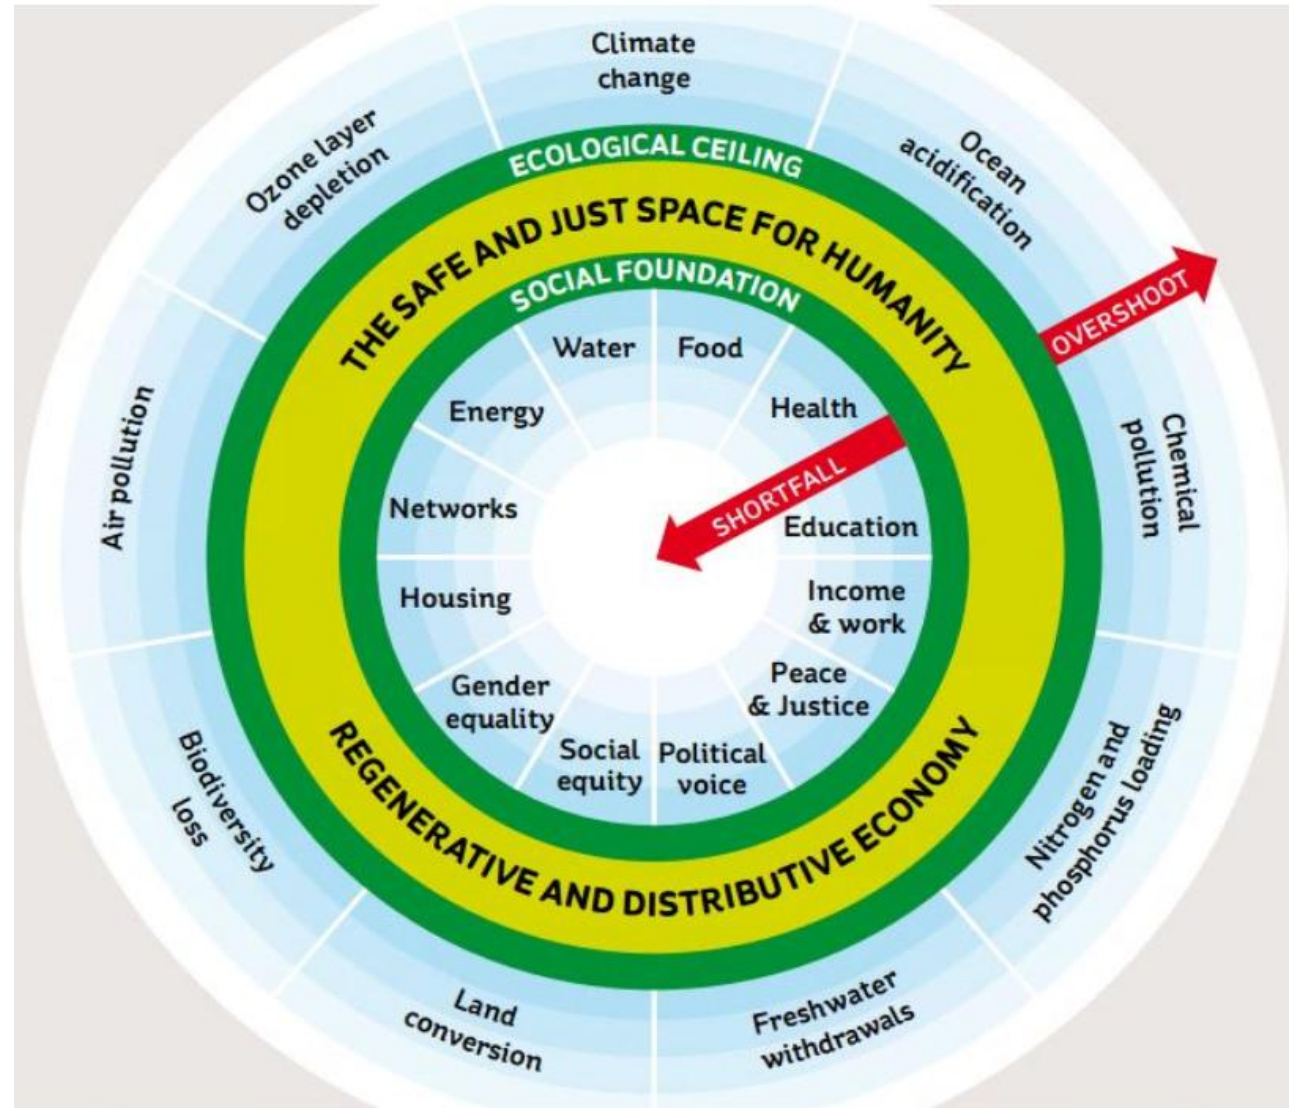 Climate
change
Ocean
acidification
OVERSHOOT
Chemical
pollution
Nitrogen and
phosphorus loading
Freshwater
withdrawals
Land
conversion
Biodiversity
loss
Air pollution
Ozone layer
depletion
ECOLOGICAL CEILING
THE SAFE AND JUST SPACE FOR HUMANITY
SOCIAL FOUNDATION
Water
Food
Health
SHORTFALL
Education
Income
& work
Peace
& Justice
Political
voice
Social
equity
Gender
equality
Housing
Networks
Energy
REGENERATIVE AND DISTRIBUTIVE ECONOMY